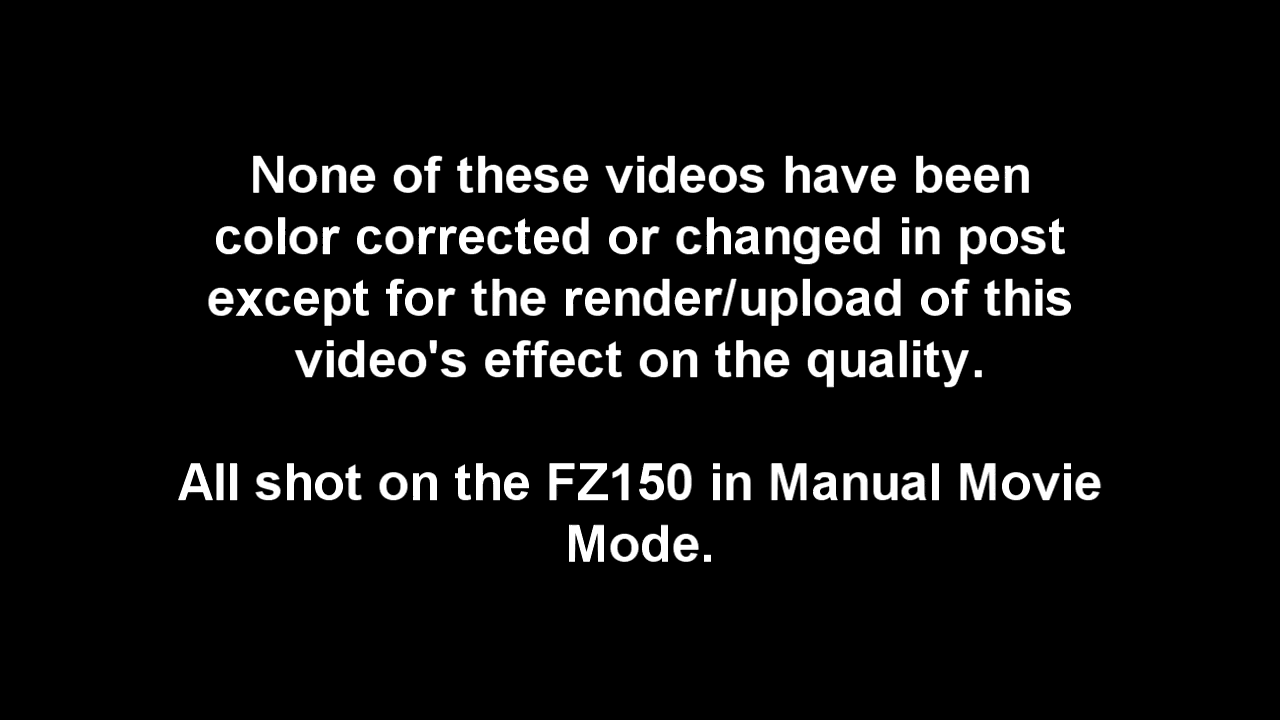 None of these videos have been
color corrected or changed in post
except for the render/upload of this
video's effect on the quality.
All shot on the FZ150 in Manual Movie
Mode.